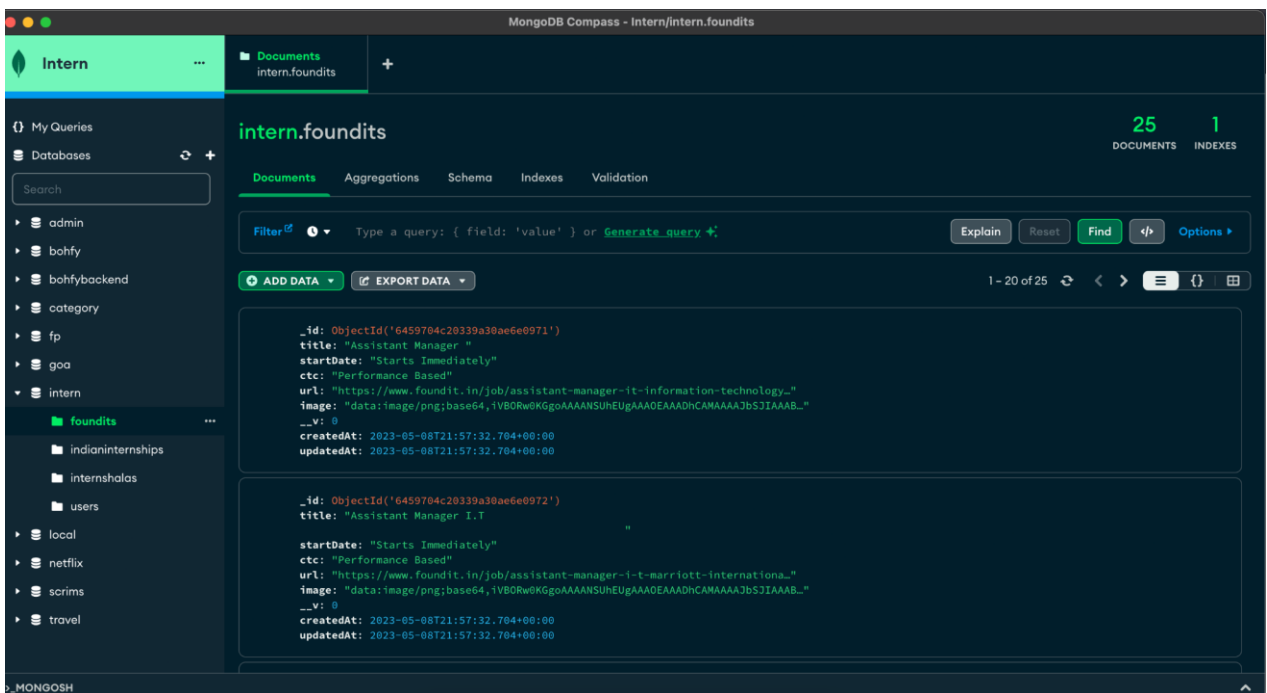 MongoDB Compass - Intern/intern.foundits
Intern ...
Documents
intern.foundits
+
{} My Queries
Databases
Search
admin
bohfy
bohfybackend
category
fp
goa
intern
foundits ...
indianinternships
internshalas
users
local
netflix
scrims
travel
intern.foundits
25
DOCUMENTS
1
INDEXES
Documents Aggregations Schema Indexes Validation
Filter Type a query: { field: 'value' } or Generate query Explain Reset Find </> Options
ADD DATA EXPORT DATA 1 – 20 of 25 {}
_id: ObjectId('6459704c20339a30ae6e0971')
title: "Assistant Manager "
startDate: "Starts Immediately"
ctc: "Performance Based"
url: "https://www.foundit.in/job/assistant-manager-it-information-technology…"
image: "data:image/png;base64,iVBORw0KGgoAAAANSUhEUgAAAOEAAADhCAMAAAAJbSJIAAAB…"
__v: 0
createdAt: 2023-05-08T21:57:32.704+00:00
updatedAt: 2023-05-08T21:57:32.704+00:00
_id: ObjectId('6459704c20339a30ae6e0972')
title: "Assistant Manager I.T
"
startDate: "Starts Immediately"
ctc: "Performance Based"
url: "https://www.foundit.in/job/assistant-manager-i-t-marriott-internationa…"
image: "data:image/png;base64,iVBORw0KGgoAAAANSUhEUgAAAOEAAADhCAMAAAAJbSJIAAAB…"
__v: 0
createdAt: 2023-05-08T21:57:32.704+00:00
updatedAt: 2023-05-08T21:57:32.704+00:00
>_MONGOSH